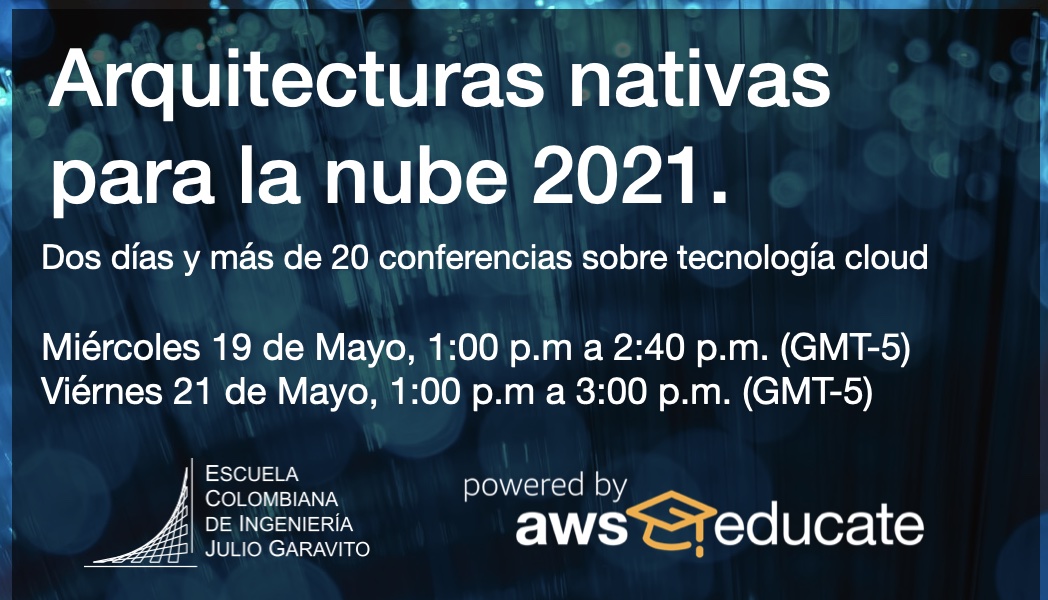 Arquitecturas nativas
para la nube 2021.
Dos días y más de 20 conferencias sobre tecnología cloud
Miércoles 19 de Mayo, 1:00 p.m a 2:40 p.m. (GMT-5)
Viérnes 21 de Mayo, 1:00 p.m a 3:00 p.m. (GMT-5)
ESCUELA
COLOMBIANA
DE INGENIERÍA
JULIO GARAVITO
powered by
aws educate